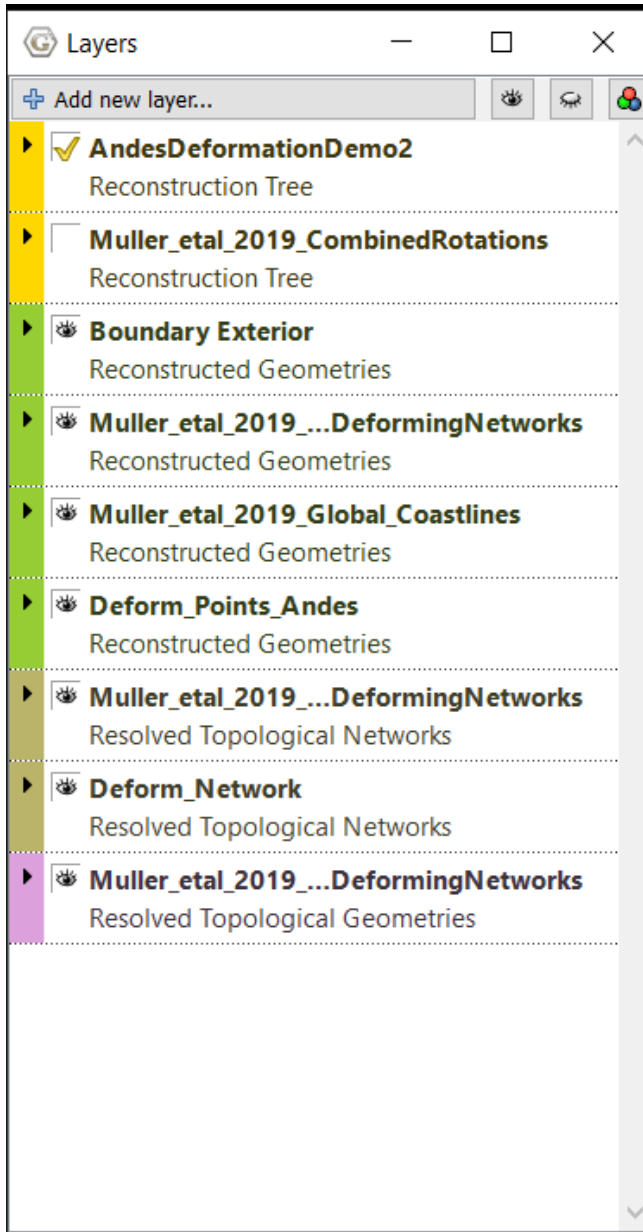 Layers
Add new layer...
AndesDeformationDemo2
Reconstruction Tree
Muller_etal_2019_CombinedRotations
Reconstruction Tree
Boundary Exterior
Reconstructed Geometries
Muller_etal_2019_...DeformingNetworks
Reconstructed Geometries
Muller_etal_2019_Global_Coastlines
Reconstructed Geometries
Deform_Points_Andes
Reconstructed Geometries
Muller_etal_2019_...DeformingNetworks
Resolved Topological Networks
Deform_Network
Resolved Topological Networks
Muller_etal_2019_...DeformingNetworks
Resolved Topological Geometries